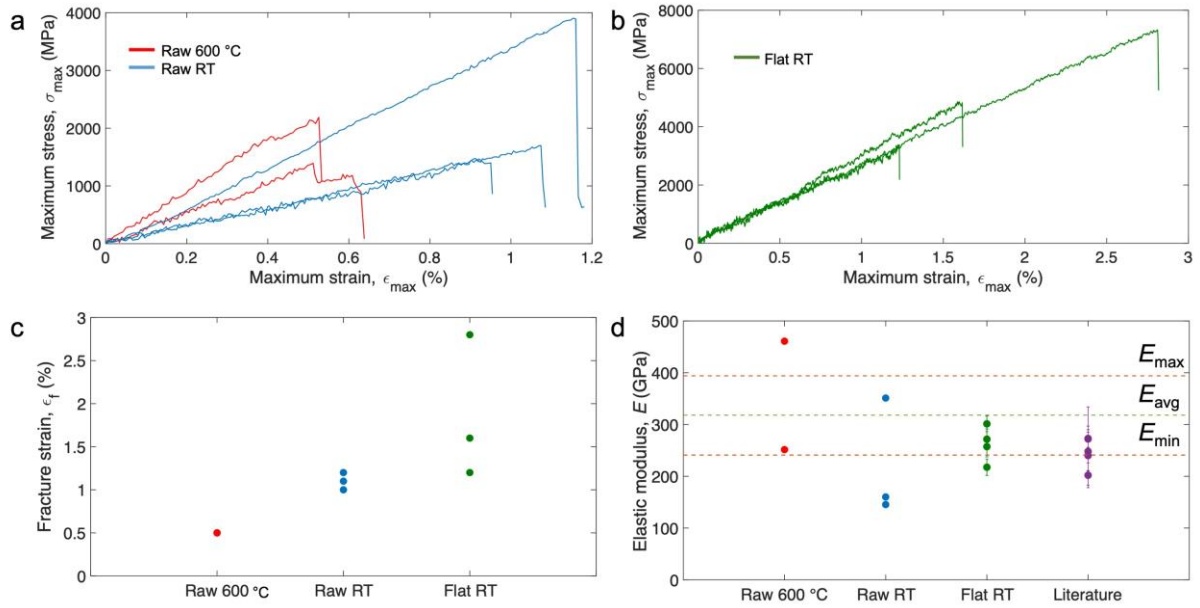 a
Maximum stress, σmax (MPa)
4000
3000
2000
1000
0
Raw 600 °C
Raw RT
0 0.2 0.4 0.6 0.8 1 1.2
Maximum strain, ϵmax (%)
b
Maximum stress, σmax (MPa)
8000
6000
4000
2000
0
Flat RT
0 0.5 1 1.5 2 2.5 3
Maximum strain, ϵmax (%)
c
Fracture strain, ϵf (%)
3
2.5
2
1.5
1
0.5
0
Raw 600 °C Raw RT Flat RT
d
Elastic modulus, E (GPa)
500
400
300
200
100
0
Emax
Eavg
Emin
Raw 600 °C Raw RT Flat RT Literature